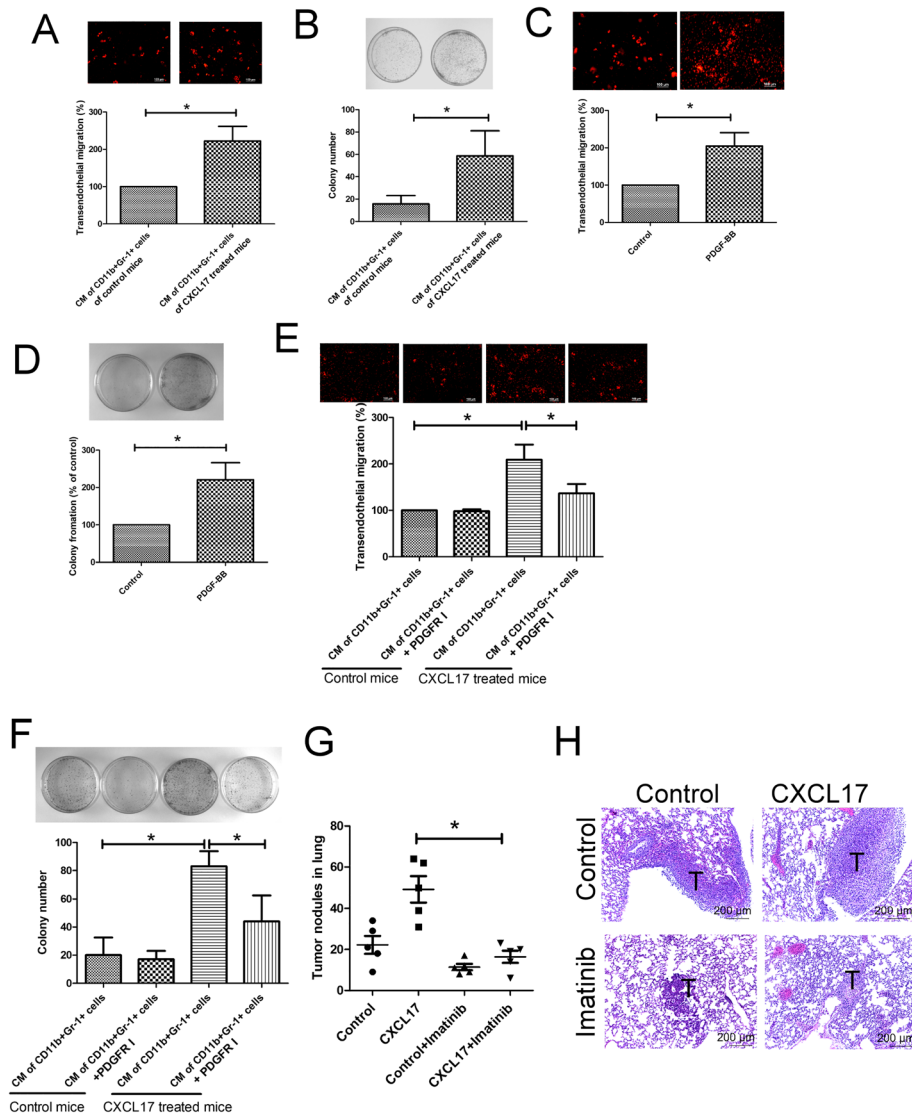 A
Transendothelial migration (%)
300
200
100
0
*
CM of CD11b+Gr-1+ cells
of control mice
CM of CD11b+Gr-1+ cells
of CXCL17 treated mice
B
Colony number
100
80
60
40
20
0
*
CM of CD11b+Gr-1+ cells
of control mice
CM of CD11b+Gr-1+ cells
of CXCL17 treated mice
C
Transendothelial migration (%)
300
200
100
0
*
Control
PDGF-BB
D
Colony fromation (% of control)
300
200
100
0
*
Control
PDGF-BB
E
Transendothelial migration (%)
300
200
100
0
*
*
CM of CD11b+Gr-1+ cells
CM of CD11b+Gr-1+ cells
+ PDGFR I
CM of CD11b+Gr-1+ cells
CM of CD11b+Gr-1+ cells
+ PDGFR I
Control mice
CXCL17 treated mice
F
Colony number
100
80
60
40
20
0
*
*
CM of CD11b+Gr-1+ cells
CM of CD11b+Gr-1+ cells
+PDGFR I
CM of CD11b+Gr-1+ cells
CM of CD11b+Gr-1+ cells
+ PDGFR I
Control mice
CXCL17 treated mice
G
Tumor nodules in lung
80
60
40
20
0
*
Control
CXCL17
Control+Imatinib
CXCL17+Imatinib
H
Control
CXCL17
Control
T
200 µm
T
200 µm
Imatinib
T
200 µm
T
200 µm